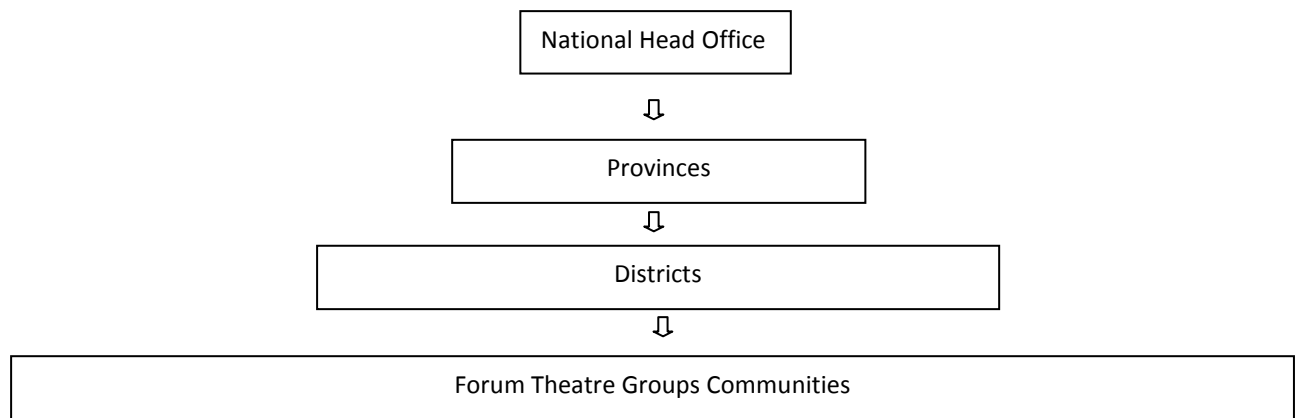 National Head Office
Provinces
Districts
Forum Theatre Groups Communities